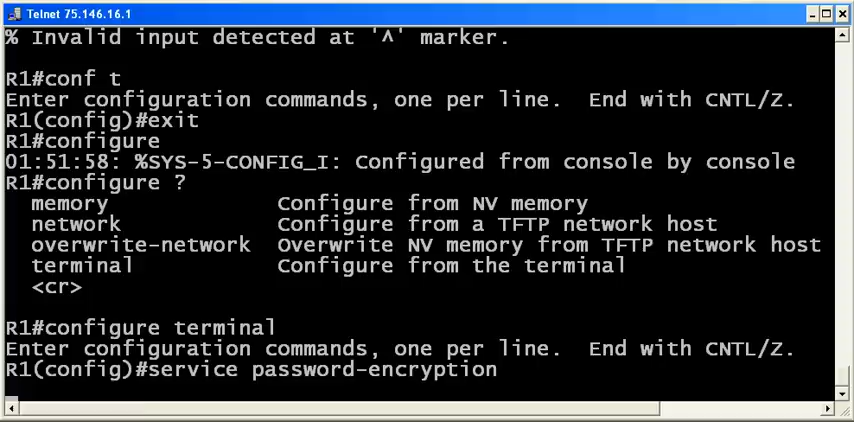 Telnet 75.146.16.1
% Invalid input detected at '^' marker.
R1#conf t
Enter configuration commands, one per line.  End with CNTL/Z.
R1(config)#exit
R1#configure
01:51:58: %SYS-5-CONFIG_I: Configured from console by console
R1#configure ?
  memory             Configure from NV memory
  network            Configure from a TFTP network host
  overwrite-network  Overwrite NV memory from TFTP network host
  terminal           Configure from the terminal
  <cr>
R1#configure terminal
Enter configuration commands, one per line.  End with CNTL/Z.
R1(config)#service password-encryption